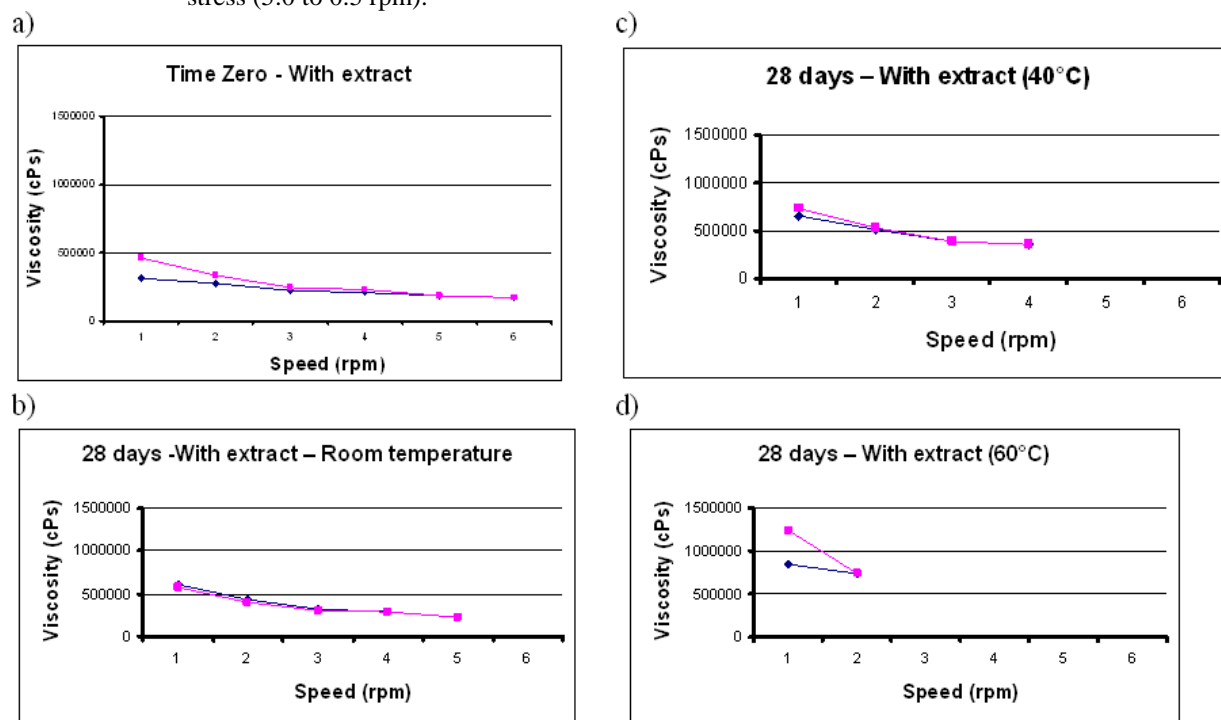 stress (3.0 to 6.5 rpm).
a)
Time Zero - With extract
Viscosity (cPs)
1500000
1000000
500000
0
1 2 3 4 5 6
Speed (rpm)
b)
28 days -With extract – Room temperature
Viscosity (cPs)
1500000
1000000
500000
0
1 2 3 4 5 6
Speed (rpm)
c)
28 days – With extract (40°C)
Viscosity (cPs)
1500000
1000000
500000
0
1 2 3 4 5 6
Speed (rpm)
d)
28 days – With extract (60°C)
Viscosity (cPs)
1500000
1000000
500000
0
1 2 3 4 5 6
Speed (rpm)